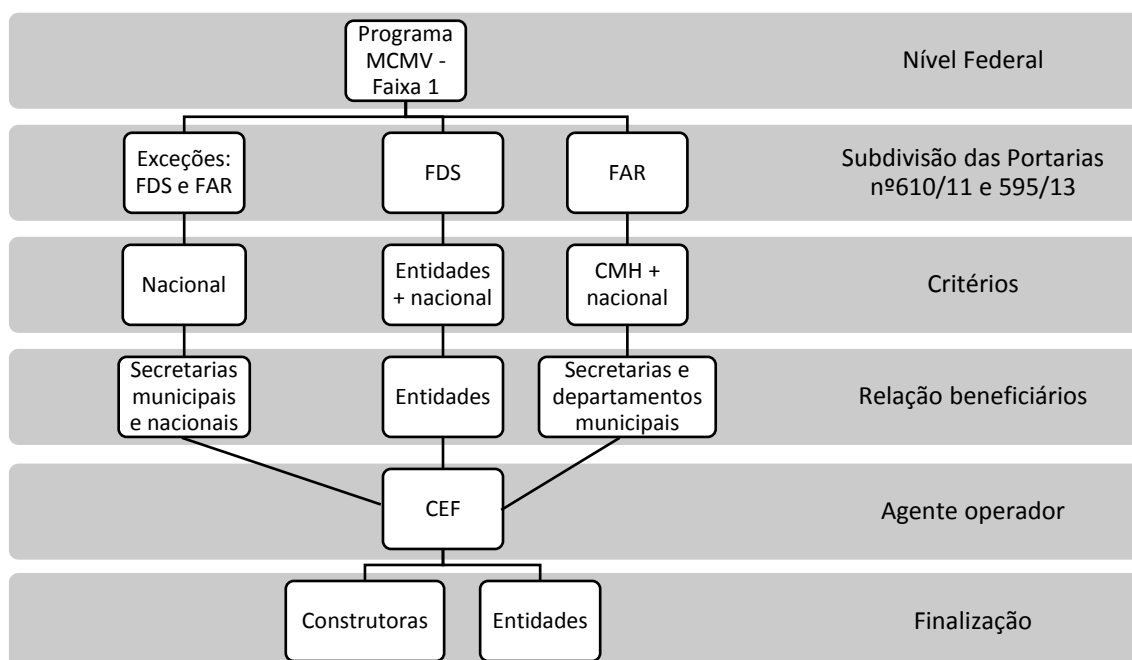 Programa
MCMV -
Faixa 1
Nível Federal
Exceções:
FDS e FAR
FDS
FAR
Subdivisão das Portarias
nº610/11 e 595/13
Nacional
Entidades
+ nacional
CMH +
nacional
Critérios
Secretarias
municipais
e nacionais
Entidades
Secretarias e
departamentos
municipais
Relação beneficiários
CEF
Agente operador
Construtoras
Entidades
Finalização